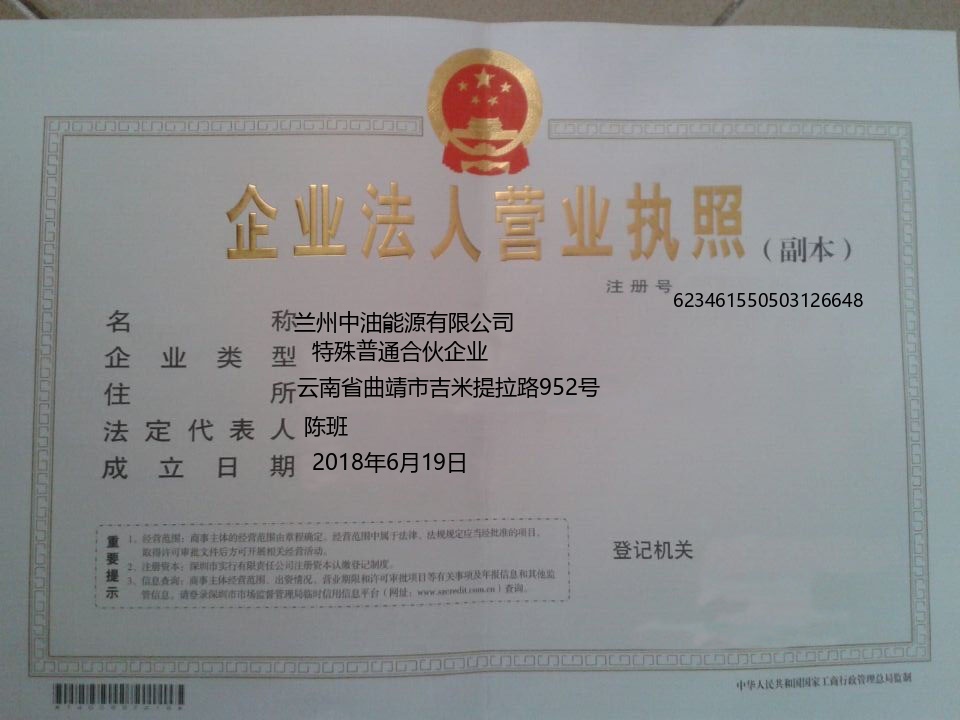 企业法人营业执照（副本）
注册号 623461550503126648
名称 兰州中油能源有限公司
企业类型 特殊普通合伙企业
住所 云南省曲靖市吉米提拉路952号
法定代表人 陈班
成立日期 2018年6月19日
重要提示
1、经营范围：商事主体的经营范围由章程确定。经营范围中属于法律、法规规定应当经批准的项目，
取得许可审批文件后方可开展相关经营活动。
2、注册资本：深圳市实行有限责任公司注册资本认缴登记制度。
3、信息查询：商事主体经营范围、出资情况、营业期限和许可审批项目等有关事项及年报信息和其他监
管信息，请登录深圳市市场监督管理局临时信用信息平台（网址：www.szcredit.com.cn）查询。
登记机关
中华人民共和国国家工商行政管理总局监制